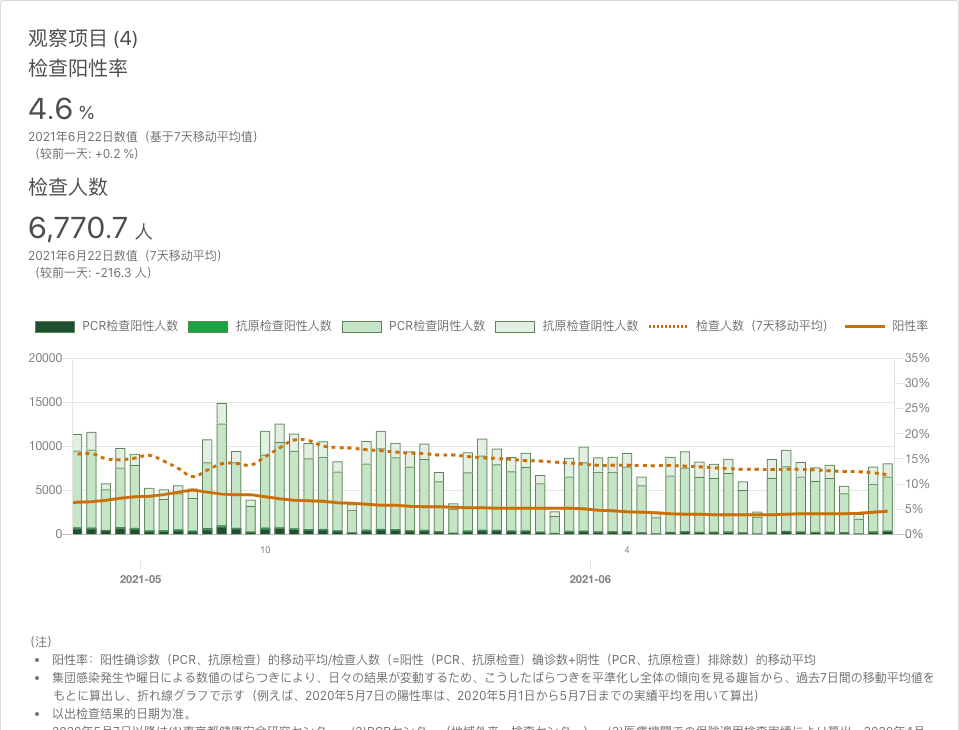 观察项目 (4)
检查阳性率
4.6 %
2021年6月22日数值（基于7天移动平均值）
（较前一天: +0.2 %）
检查人数
6,770.7 人
2021年6月22日数值（7天移动平均）
（较前一天: -216.3 人）
PCR检查阳性人数 抗原检查阳性人数 PCR检查阴性人数 抗原检查阴性人数 检查人数（7天移动平均） 阳性率
20000 35%
30%
15000 25%
20%
10000 15%
5000 10%
5%
0 0%
10 4
2021-05 2021-06
（注）
• 阳性率：阳性确诊数（PCR、抗原检查）的移动平均/检查人数（=阳性（PCR、抗原检查）确诊数+阴性（PCR、抗原检查）排除数）的移动平均
• 集団感染発生や曜日による数値のばらつきにより、日々の結果が変動するため、こうしたばらつきを平準化し全体の傾向を見る趣旨から、過去7日間の移動平均値を
もとに算出し、折れ線グラフで示す（例えば、2020年5月7日の陽性率は、2020年5月1日から5月7日までの実績平均を用いて算出）
• 以出检查结果的日期为准。